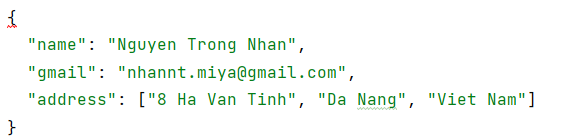 {
  "name": "Nguyen Trong Nhan",
  "gmail": "nhannt.miya@gmail.com",
  "address": ["8 Ha Van Tinh", "Da Nang", "Viet Nam"]
}